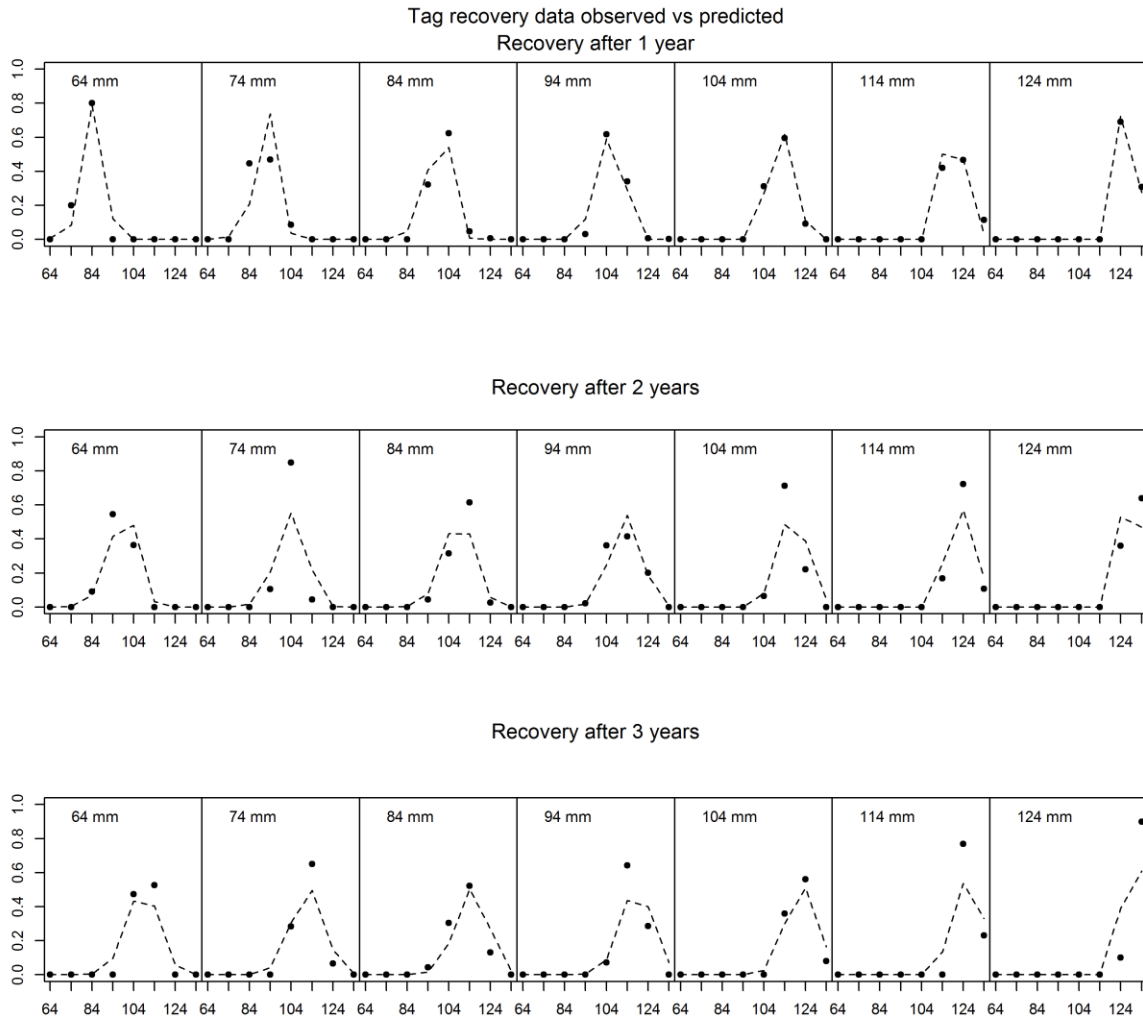 Tag recovery data observed vs predicted
Recovery after 1 year
64 mm 74 mm 84 mm 94 mm 104 mm 114 mm 124 mm
1.0
0.8
0.6
0.4
0.2
0.0
64 84 104 124 64 84 104 124 64 84 104 124 64 84 104 124 64 84 104 124 64 84 104 124 64 84 104 124
Recovery after 2 years
64 mm 74 mm 84 mm 94 mm 104 mm 114 mm 124 mm
1.0
0.8
0.6
0.4
0.2
0.0
64 84 104 124 64 84 104 124 64 84 104 124 64 84 104 124 64 84 104 124 64 84 104 124 64 84 104 124
Recovery after 3 years
64 mm 74 mm 84 mm 94 mm 104 mm 114 mm 124 mm
1.0
0.8
0.6
0.4
0.2
0.0
64 84 104 124 64 84 104 124 64 84 104 124 64 84 104 124 64 84 104 124 64 84 104 124 64 84 104 124